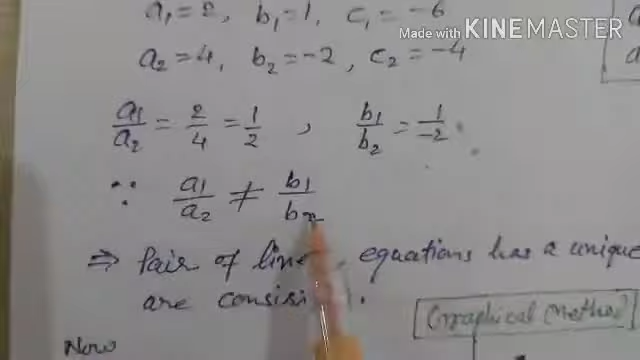 a₁=2, b₁=1, c₁=-6
Made with KINEMASTER
a₂=4, b₂=-2, c₂=-4
a₁/a₂ = 2/4 = 1/2 , b₁/b₂ = 1/-2
∵ a₁/a₂ ≠ b₁/b₂
⇒ Pair of equations has a unique
are
Graphical Method
Now